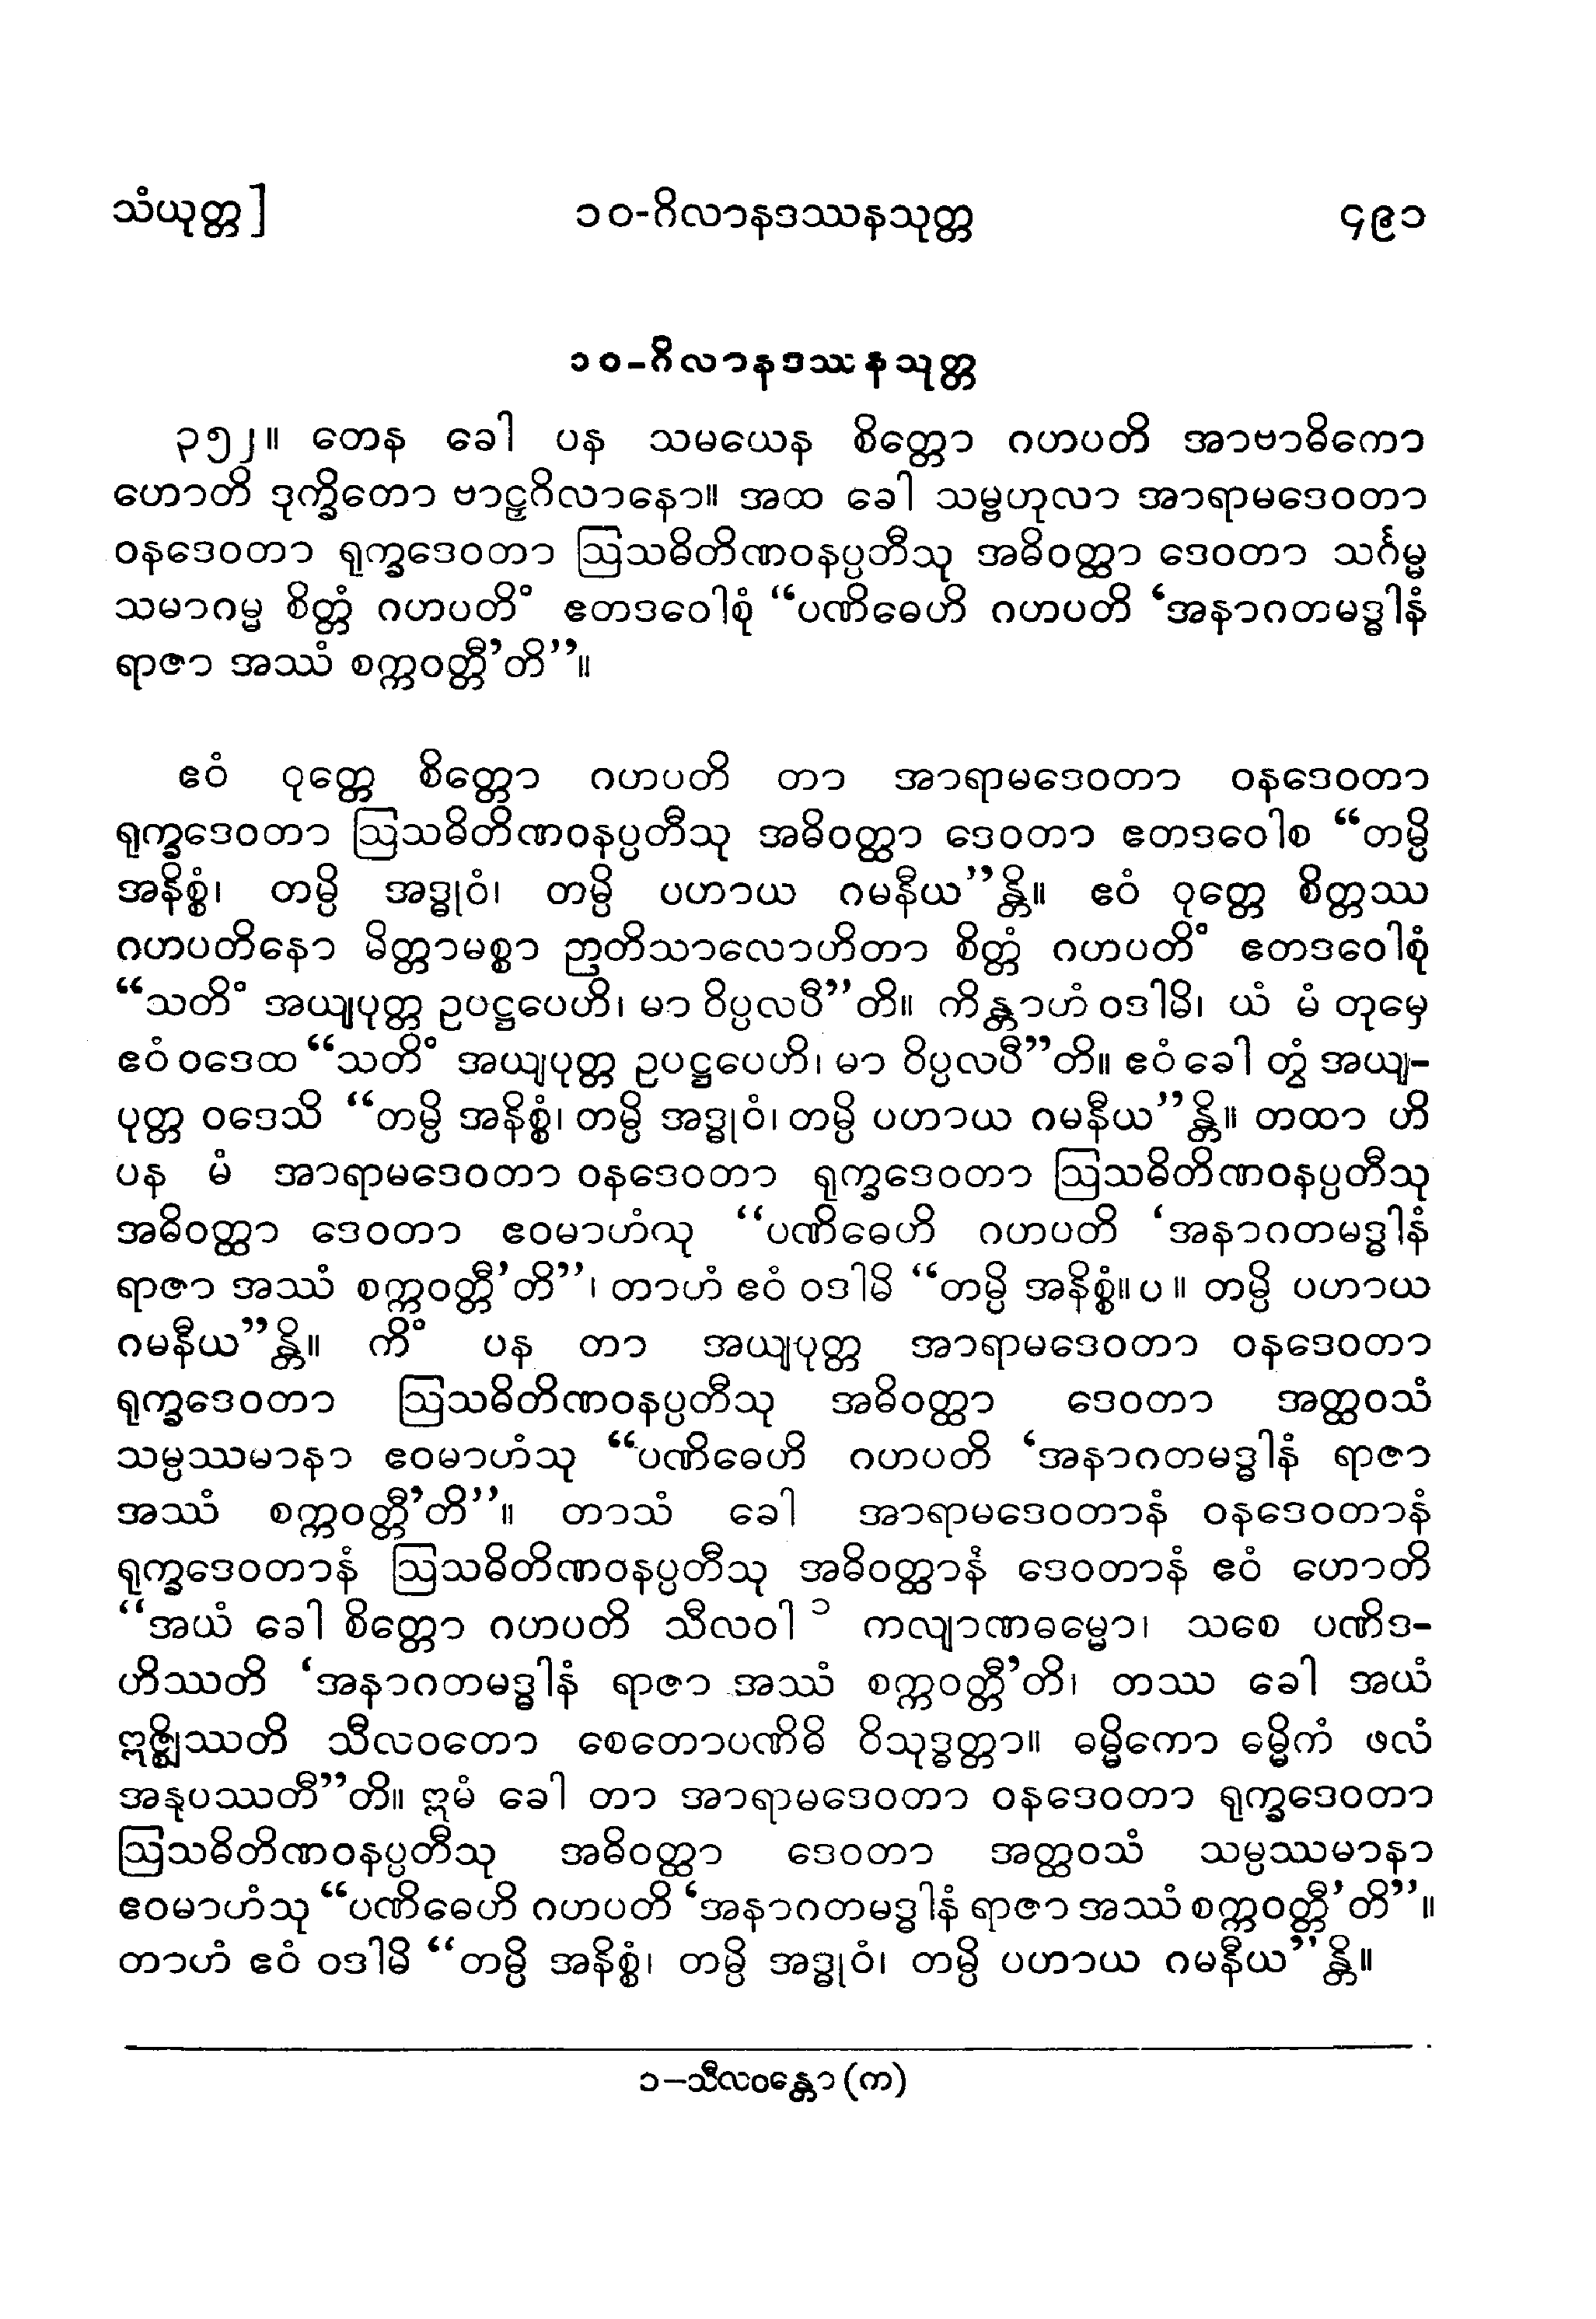 သံယုတ္တ]
၁၀-ဂိလာနဒဿနသုတ္တ
၄၉၁
၁၀-ဂိလာနဒဿနသုတ္တ
၃၅၂။ တေန ခေါ ပန သမယေန စိတ္တော ဂဟပတိ အာဗာဓိကော
ဟောတိ ဒုက္ခိတော ဗာဠှဂိလာနော။ အထ ခေါ သမ္ဗဟုလာ အာရာမဒေဝတာ
ဝနဒေဝတာ ရုက္ခဒေဝတာ ဩသဓိတိဏဝနပ္ပတီသု အဓိဝတ္ထာ ဒေဝတာ သင်္ဂမ္မ
သမာဂမ္မ စိတ္တံ ဂဟပတိံ ဧတဒဝေါစုံ “ပဏိဓေဟိ ဂဟပတိ ‘အနာဂတမဒ္ဓါနံ
ရာဇာ အဿံ စက္ကဝတ္တီ’တိ”။
ဧဝံ ဝုတ္တေ စိတ္တော ဂဟပတိ တာ အာရာမဒေဝတာ ဝနဒေဝတာ
ရုက္ခဒေဝတာ ဩသဓိတိဏဝနပ္ပတီသု အဓိဝတ္ထာ ဒေဝတာ ဧတဒဝေါစ “တမ္ပိ
အနိစ္စံ၊ တမ္ပိ အဒ္ဓုဝံ၊ တမ္ပိ ပဟာယ ဂမနီယ”န္တိ။ ဧဝံ ဝုတ္တေ စိတ္တဿ
ဂဟပတိနော မိတ္တာမစ္စာ ဉာတိသာလောဟိတာ စိတ္တံ ဂဟပတိံ ဧတဒဝေါစုံ
“သတိံ အယျပုတ္တ ဥပဋ္ဌပေဟိ၊ မာ ဝိပ္ပလပီ”တိ။ ကိန္တာဟံ ဝဒါမိ၊ ယံ မံ တုမှေ
ဧဝံ ဝဒေထ “သတိံ အယျပုတ္တ ဥပဋ္ဌပေဟိ၊ မာ ဝိပ္ပလပီ”တိ။ ဧဝံ ခေါ တွံ အယျ-
ပုတ္တ ဝဒေသိ “တမ္ပိ အနိစ္စံ၊ တမ္ပိ အဒ္ဓုဝံ၊ တမ္ပိ ပဟာယ ဂမနီယ”န္တိ။ တထာ ဟိ
ပန မံ အာရာမဒေဝတာ ဝနဒေဝတာ ရုက္ခဒေဝတာ ဩသဓိတိဏဝနပ္ပတီသု
အဓိဝတ္ထာ ဒေဝတာ ဧဝမာဟံသု “ပဏိဓေဟိ ဂဟပတိ ‘အနာဂတမဒ္ဓါနံ
ရာဇာ အဿံ စက္ကဝတ္တီ’တိ”၊ တာဟံ ဧဝံ ဝဒါမိ “တမ္ပိ အနိစ္စံ။ ပ ။ တမ္ပိ ပဟာယ
ဂမနီယ”န္တိ။ ကိံ ပန တာ အယျပုတ္တ အာရာမဒေဝတာ ဝနဒေဝတာ
ရုက္ခဒေဝတာ ဩသဓိတိဏဝနပ္ပတီသု အဓိဝတ္ထာ ဒေဝတာ အတ္ထဝသံ
သမ္ပဿမာနာ ဧဝမာဟံသု “ပဏိဓေဟိ ဂဟပတိ ‘အနာဂတမဒ္ဓါနံ ရာဇာ
အဿံ စက္ကဝတ္တီ’တိ”။ တာသံ ခေါ အာရာမဒေဝတာနံ ဝနဒေဝတာနံ
ရုက္ခဒေဝတာနံ ဩသဓိတိဏဝနပ္ပတီသု အဓိဝတ္ထာနံ ဒေဝတာနံ ဧဝံ ဟောတိ
“အယံ ခေါ စိတ္တော ဂဟပတိ သီလဝါ ၁ ကလျာဏဓမ္မော၊ သစေ ပဏိဒ-
ဟိဿတိ ‘အနာဂတမဒ္ဓါနံ ရာဇာ အဿံ စက္ကဝတ္တီ’တိ၊ တဿ ခေါ အယံ
ဣဇ္ဈိဿတိ သီလဝတော စေတောပဏိဓိ ဝိသုဒ္ဓတ္တာ။ ဓမ္မိကော ဓမ္မိကံ ဖလံ
အနုပဿတီ”တိ။ ဣမံ ခေါ တာ အာရာမဒေဝတာ ဝနဒေဝတာ ရုက္ခဒေဝတာ
ဩသဓိတိဏဝနပ္ပတီသု အဓိဝတ္ထာ ဒေဝတာ အတ္ထဝသံ သမ္ပဿမာနာ
ဧဝမာဟံသု “ပဏိဓေဟိ ဂဟပတိ ‘အနာဂတမဒ္ဓါနံ ရာဇာ အဿံ စက္ကဝတ္တီ’တိ”။
တာဟံ ဧဝံ ဝဒါမိ “တမ္ပိ အနိစ္စံ၊ တမ္ပိ အဒ္ဓုဝံ၊ တမ္ပိ ပဟာယ ဂမနီယ”န္တိ။
၁–သီလဝန္တော (က)